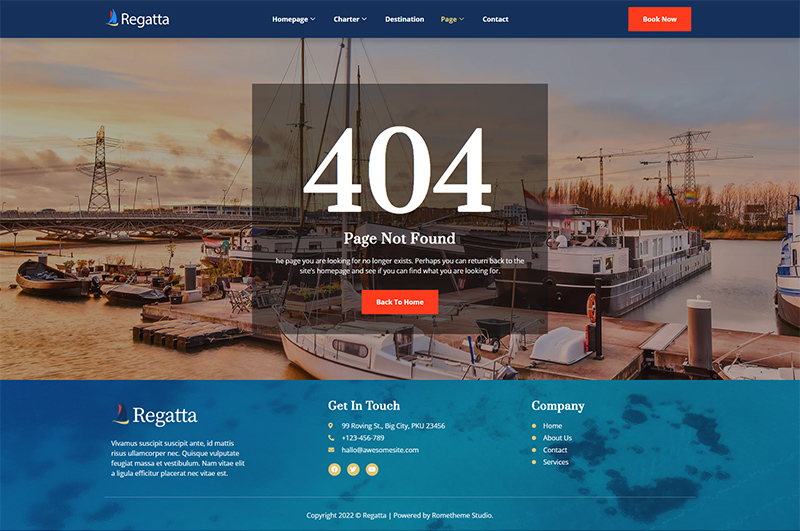 Regatta
Homepage
Charter
Destination
Page
Contact
Book Now
404
Page Not Found
he page you are looking for no longer exists. Perhaps you can return back to the
site's homepage and see if you can find what you are looking for.
Back To Home
Regatta
Vivamus suscipit suscipit ante, id mattis
risus ullamcorper nec. Quisque vulputate
feugiat massa et vestibulum. Nam vitae elit
a ligula efficitur placerat nec vitae est.
Get In Touch
99 Roving St., Big City, PKU 23456
+123-456-789
hallo@awesomesite.com
Company
Home
About Us
Contact
Services
Copyright 2022 © Regatta | Powered by Rometheme Studio.